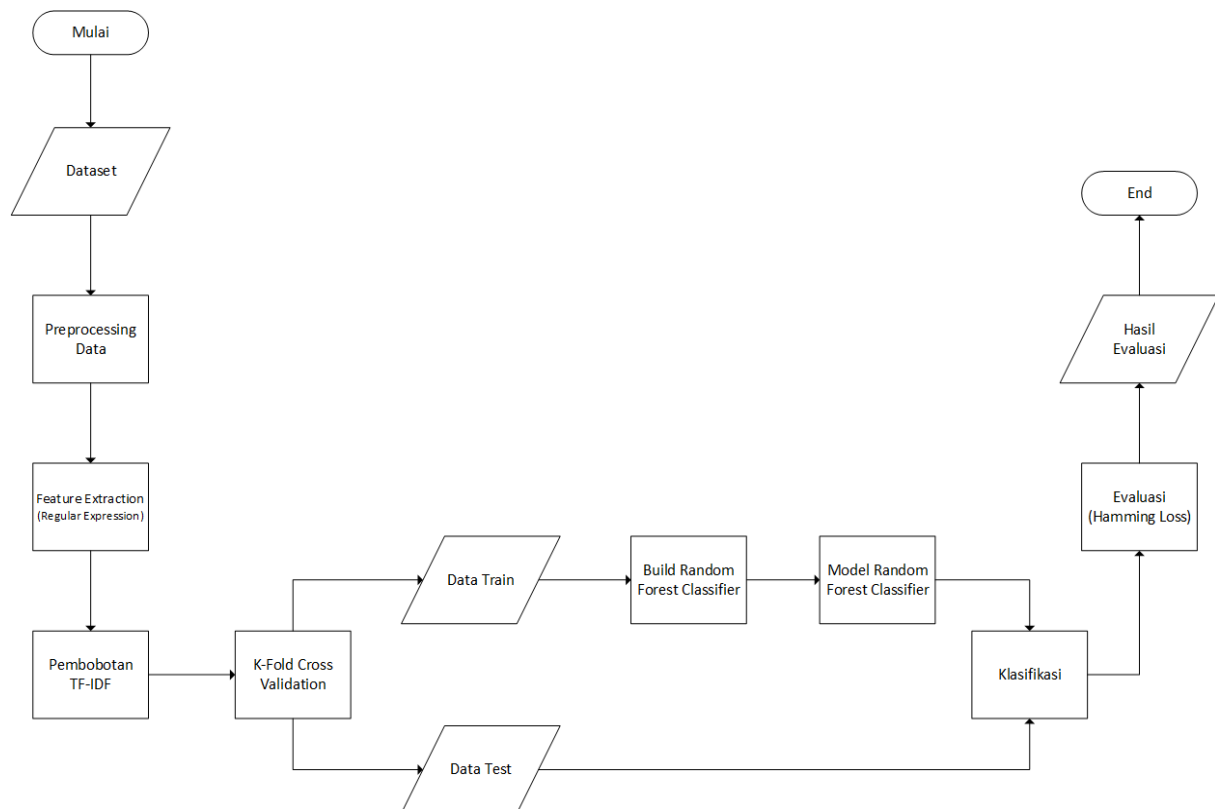 Mulai
Dataset
Preprocessing
Data
Feature Extraction
(Regular Expression)
Pembobotan
TF-IDF
K-Fold Cross
Validation
Data Train
Build Random
Forest Classifier
Model Random
Forest Classifier
Data Test
Klasifikasi
Evaluasi
(Hamming Loss)
Hasil
Evaluasi
End